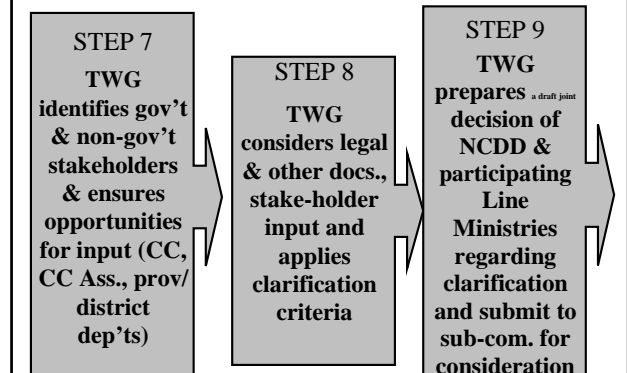 STEP 7
TWG
identifies gov't
& non-gov't
stakeholders
& ensures
opportunities
for input (CC,
CC Ass., prov/
district
dep'ts)
STEP 8
TWG
considers legal
& other docs.,
stake-holder
input and
applies
clarification
criteria
STEP 9
TWG
prepares a draft joint
decision of
NCDD &
participating
Line
Ministries
regarding
clarification
and submit to
sub-com. for
consideration